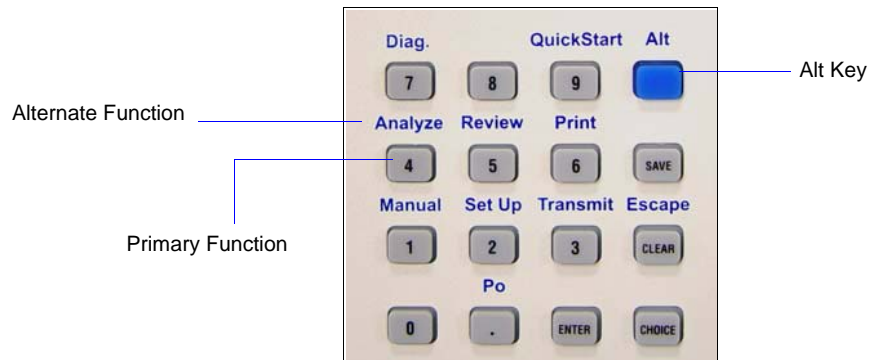 Diag. QuickStart Alt
7 8 9
Alt Key
Alternate Function
Analyze Review Print
4 5 6 SAVE
Manual Set Up Transmit Escape
1 2 3 CLEAR
Primary Function
Po
0 . ENTER CHOICE